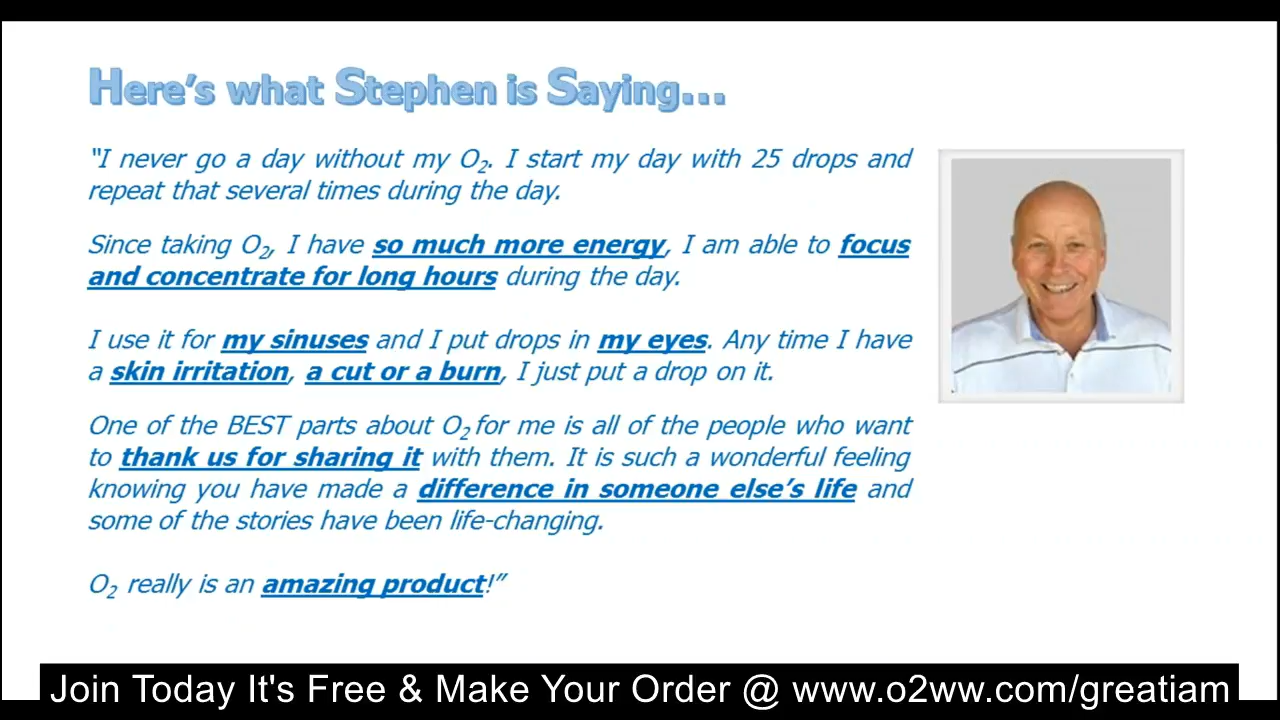 Here's what Stephen is Saying...
"I never go a day without my O₂. I start my day with 25 drops and
repeat that several times during the day.
Since taking O₂, I have so much more energy, I am able to focus
and concentrate for long hours during the day.
I use it for my sinuses and I put drops in my eyes. Any time I have
a skin irritation, a cut or a burn, I just put a drop on it.
One of the BEST parts about O₂ for me is all of the people who want
to thank us for sharing it with them. It is such a wonderful feeling
knowing you have made a difference in someone else's life and
some of the stories have been life-changing.
O₂ really is an amazing product!"
Join Today It's Free & Make Your Order @ www.o2ww.com/greatiam